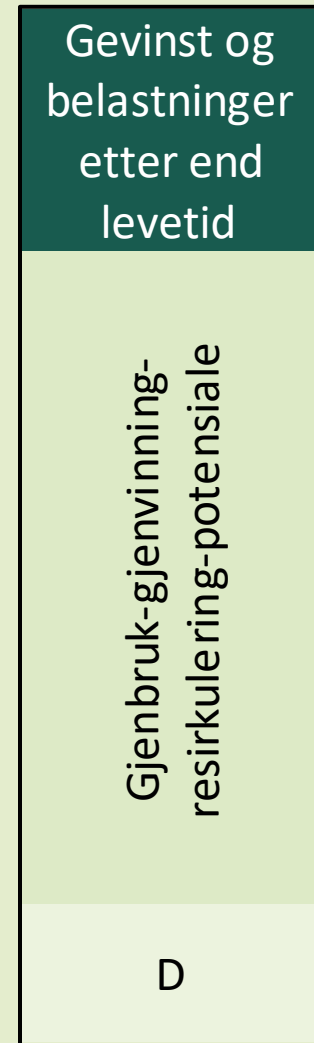 Gevinst og
belastninger
etter end
levetid
Gjenbruk-gjenvinning-
resirkulering-potensiale
D